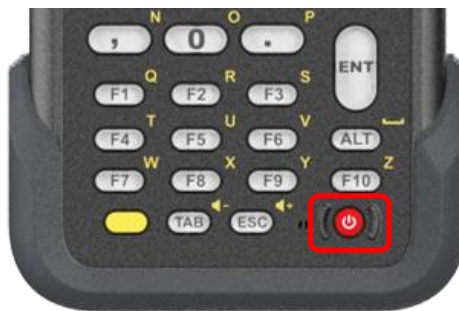 N O P
, 0 . ENT
Q R S
F1 F2 F3
T U V
F4 F5 F6 ALT
W X Y Z
F7 F8 F9 F10
TAB ESC